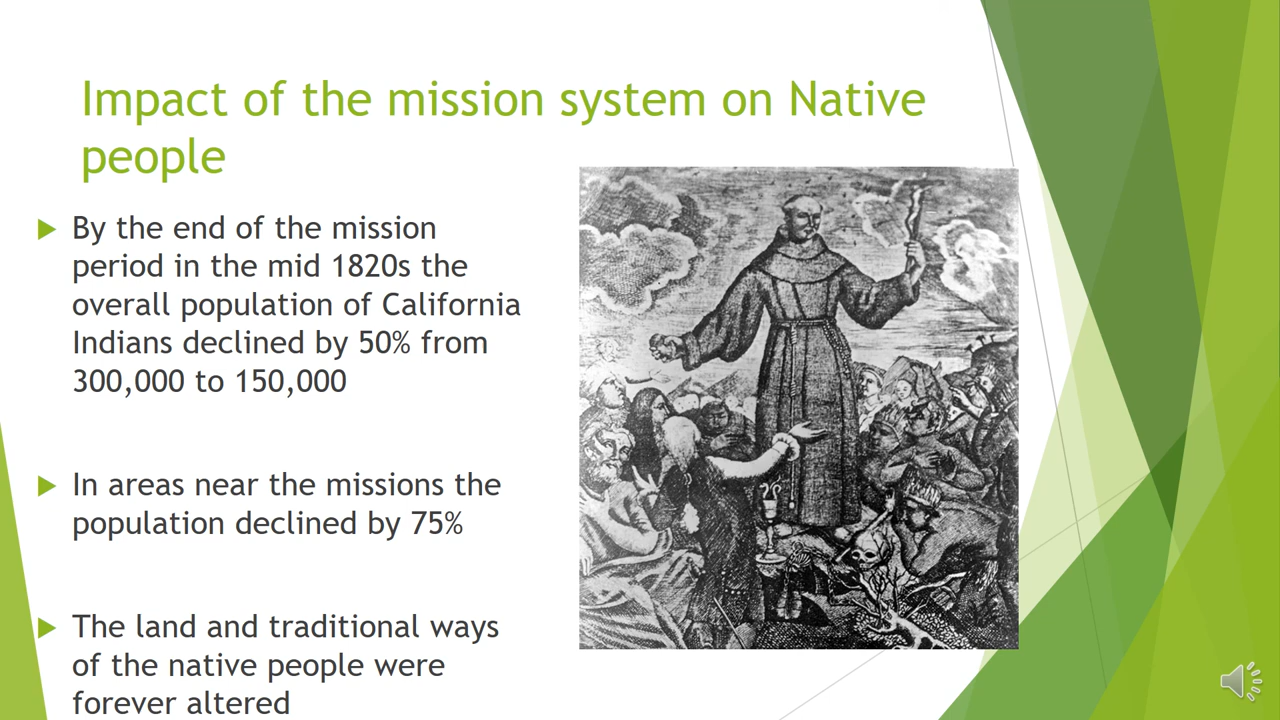 Impact of the mission system on Native
people
By the end of the mission
period in the mid 1820s the
overall population of California
Indians declined by 50% from
300,000 to 150,000
In areas near the missions the
population declined by 75%
The land and traditional ways
of the native people were
forever altered